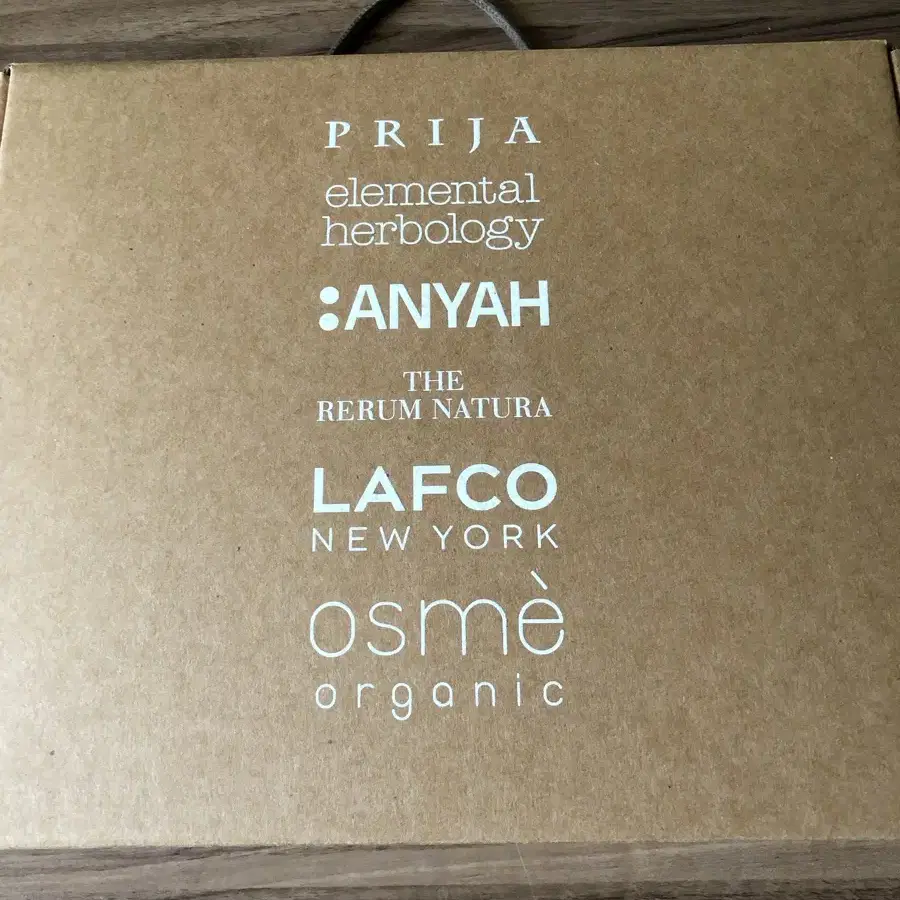 PRIJA
elemental
herbology
:ANYAH
THE
RERUM NATURA
LAFCO
NEW YORK
osmè
organic